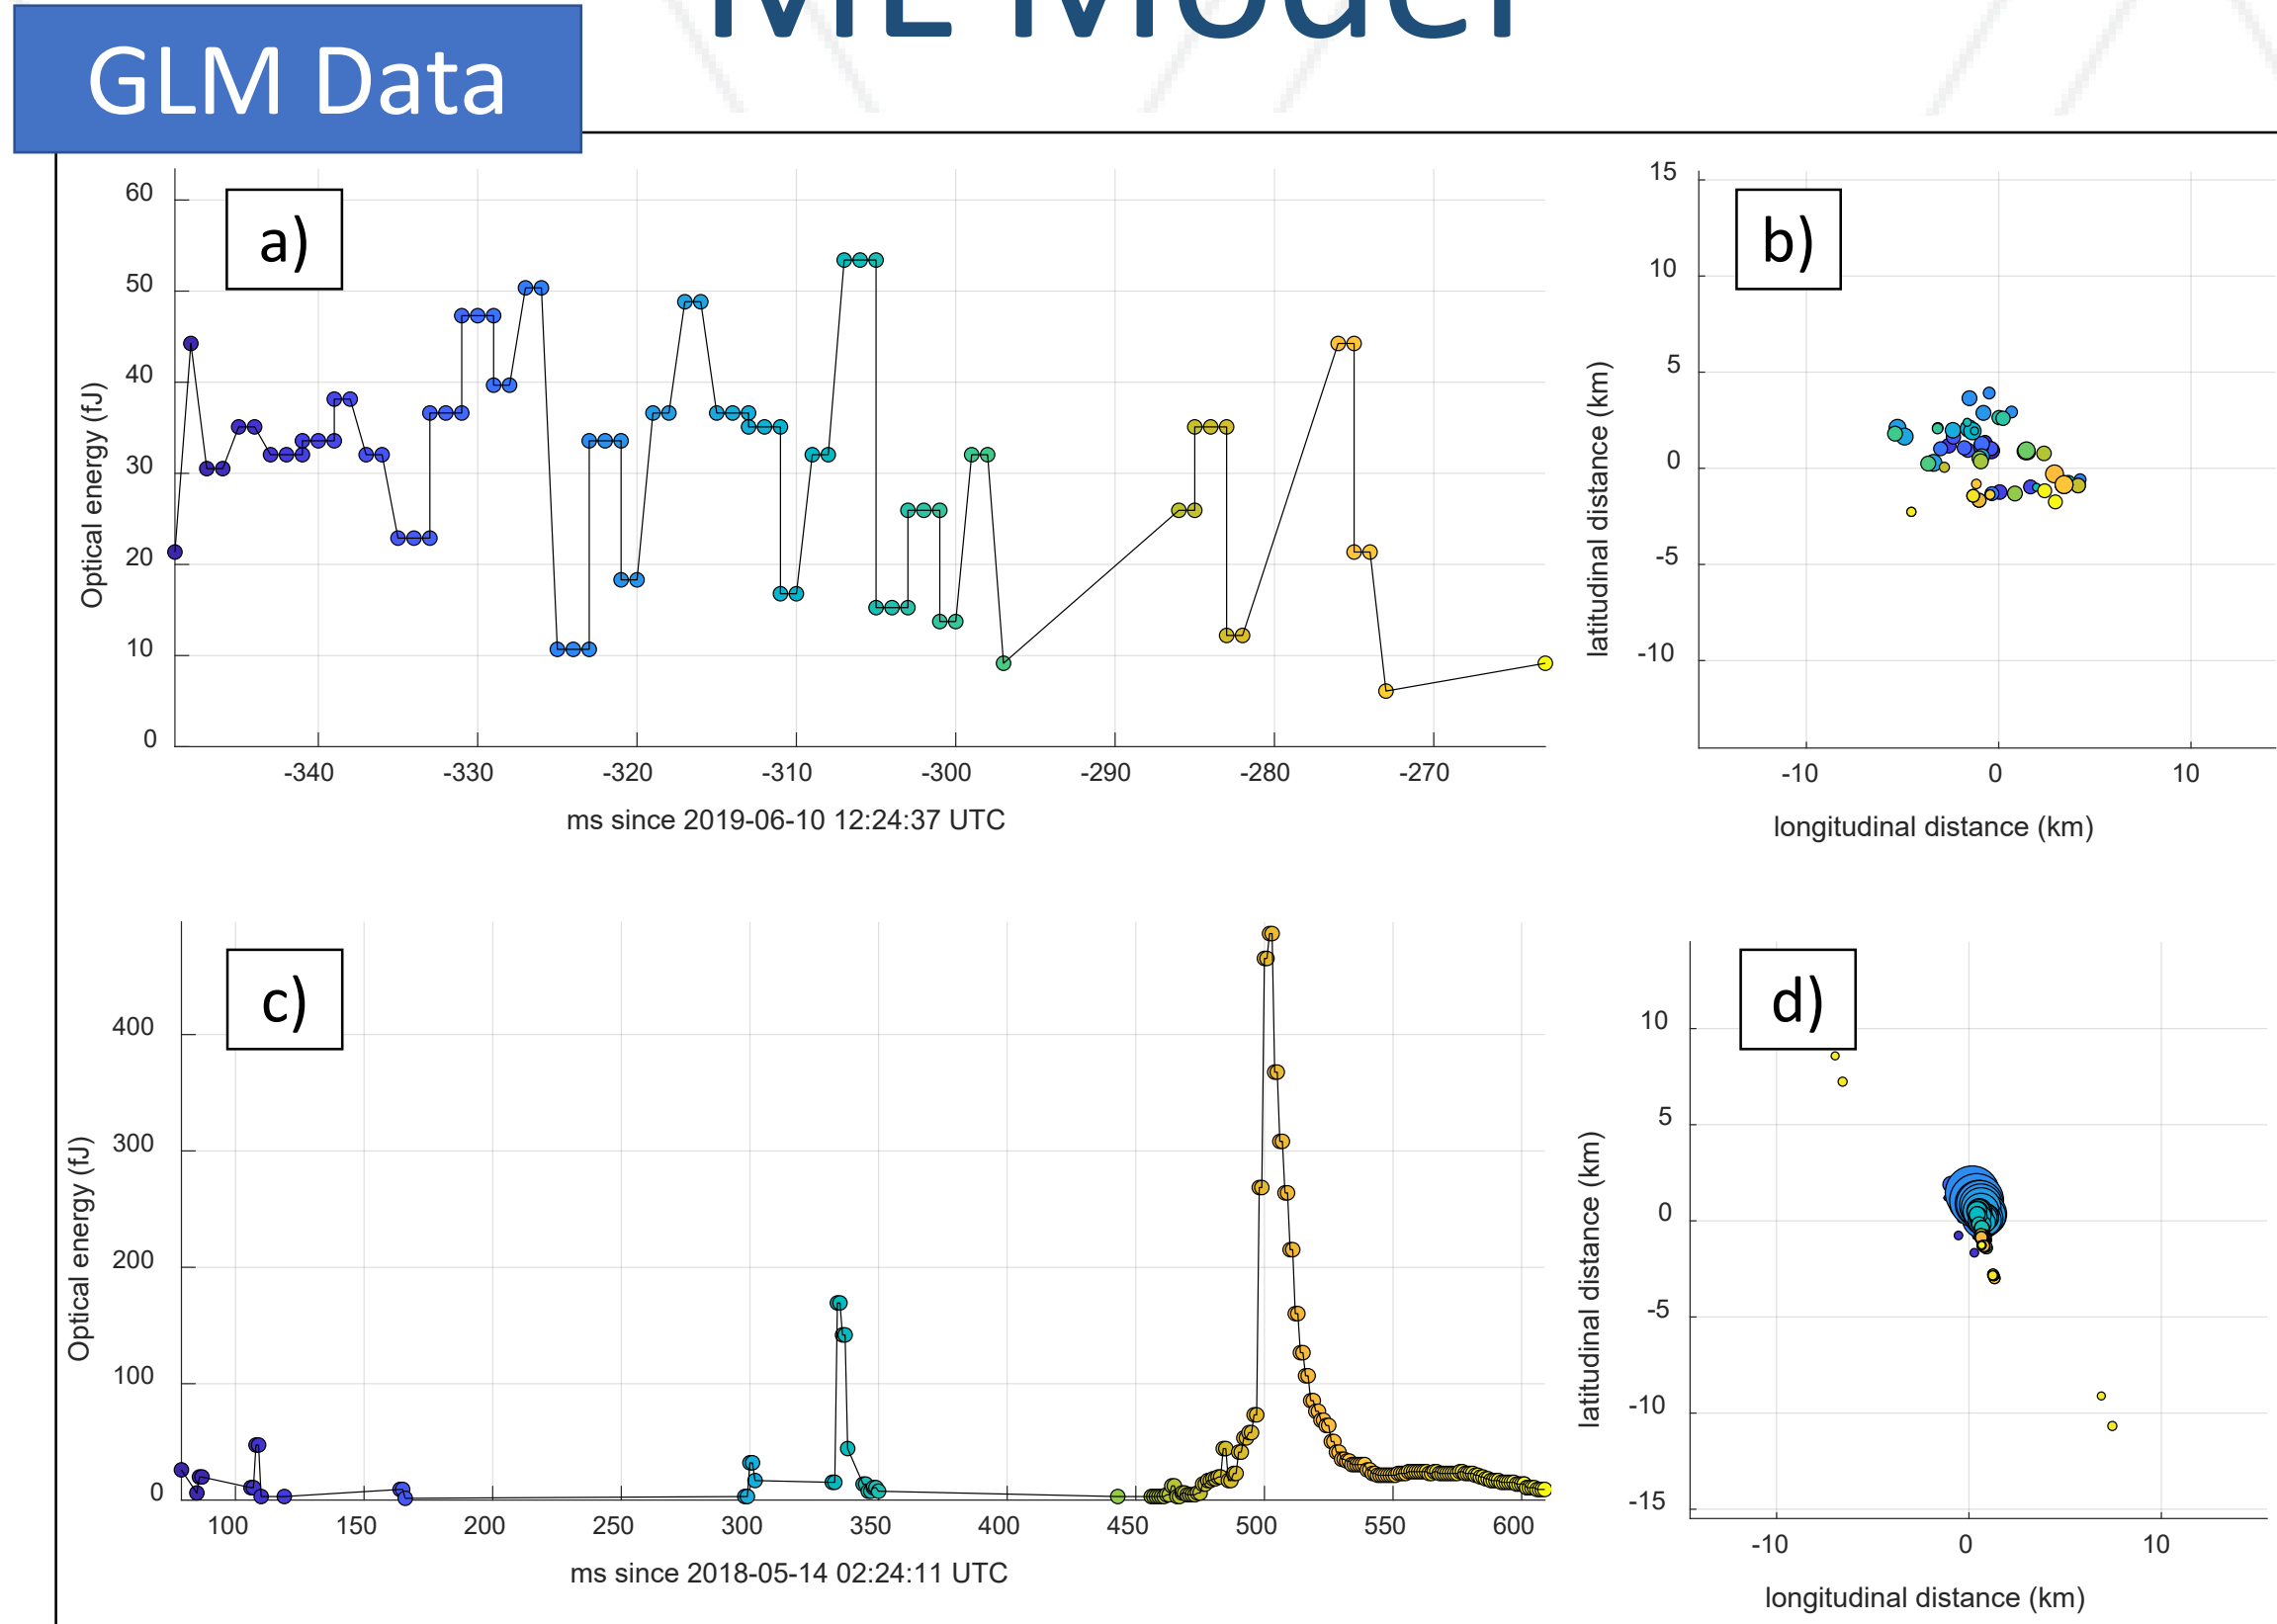 ML Model
GLM Data
a)
60
50
40
30
20
10
0
Optical energy (fJ)
-340 -330 -320 -310 -300 -290 -280 -270
ms since 2019-06-10 12:24:37 UTC
b)
15
10
5
0
-5
-10
latitudinal distance (km)
-10 0 10
longitudinal distance (km)
c)
400
300
200
100
0
Optical energy (fJ)
100 150 200 250 300 350 400 450 500 550 600
ms since 2018-05-14 02:24:11 UTC
d)
10
5
0
-5
-10
-15
latitudinal distance (km)
-10 0 10
longitudinal distance (km)